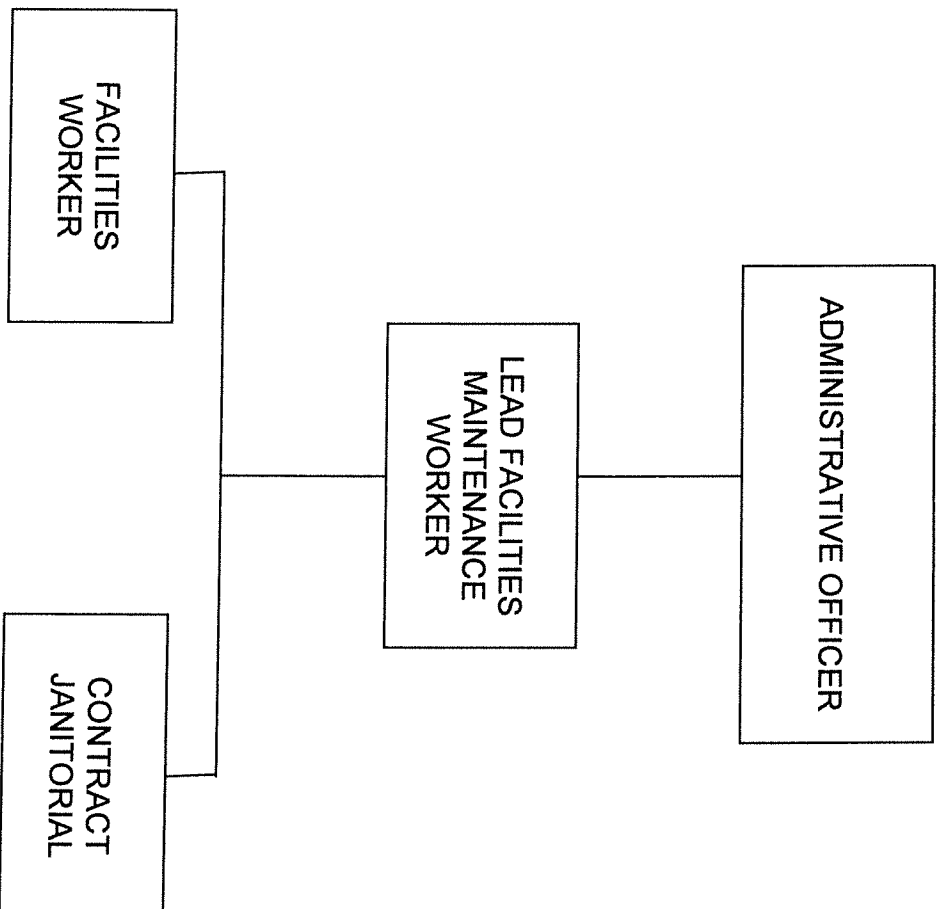 ADMINISTRATIVE OFFICER
LEAD FACILITIES
MAINTENANCE
WORKER
FACILITIES
WORKER
CONTRACT
JANITORIAL